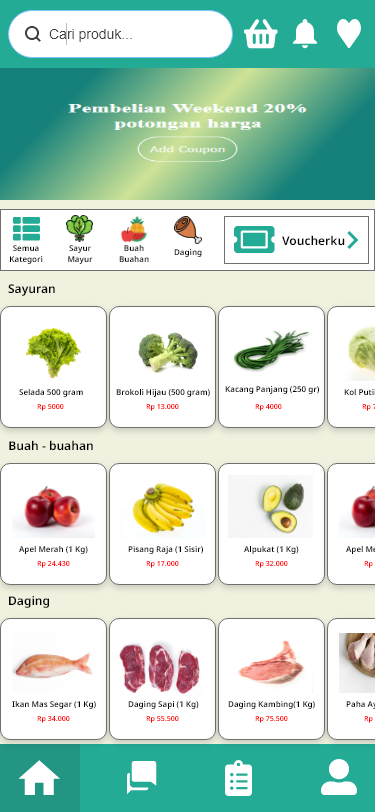 Cari produk...
Pembelian Weekend 20%
potongan harga
Add Coupon
Semua
Kategori
Sayur
Mayur
Buah
Buahan
Daging
Voucherku
Sayuran
Selada 500 gram
Rp 5000
Brokoli Hijau (500 gram)
Rp 13.000
Kacang Panjang (250 gr)
Rp 4000
Kol Puti
Rp 7
Buah - buahan
Apel Merah (1 Kg)
Rp 24.430
Pisang Raja (1 Sisir)
Rp 17.000
Alpukat (1 Kg)
Rp 32.000
Apel Me
Rp
Daging
Ikan Mas Segar (1 Kg)
Rp 34.000
Daging Sapi (1 Kg)
Rp 55.500
Daging Kambing(1 Kg)
Rp 75.500
Paha Ay
Rp